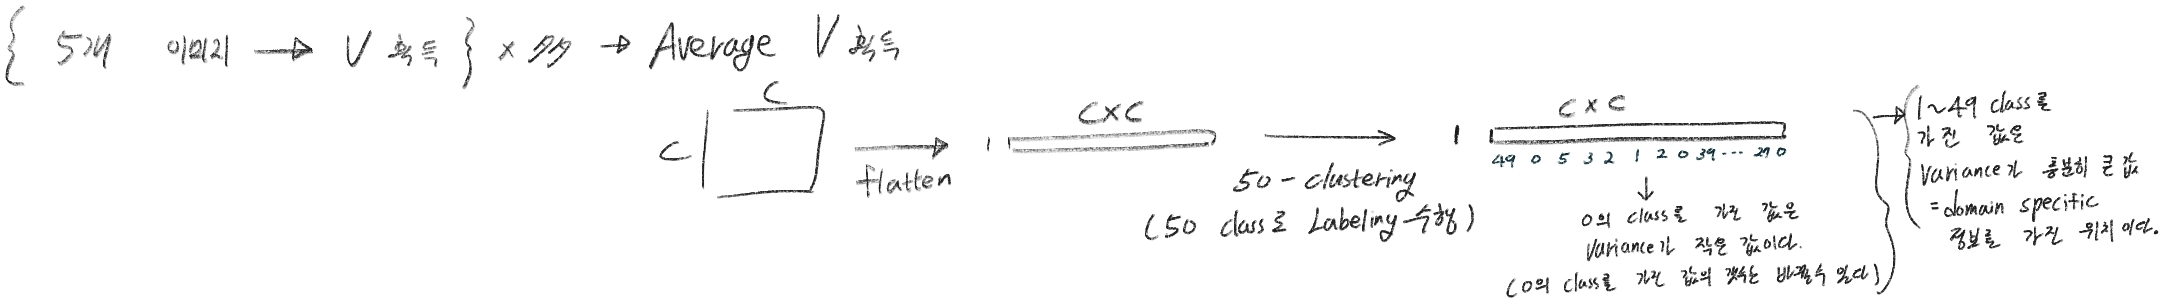 { 5개 이미지 → V 획득 } × 多 → Average V 획득
C
C
flatten
1
C×C
50-clustering
(50 class로 Labeling 수행)
C×C
1
49 0 5 3 2 1 2 0 39 ... 29 0
↓
0의 class를 가진 값은
Variance가 작은 값이다.
(0의 class를 가진 값의 갯수는 바뀔수 있다)
1~49 class를
가진 값은
Variance가 충분히 큰 값
= domain specific
정보를 가진 위치이다.